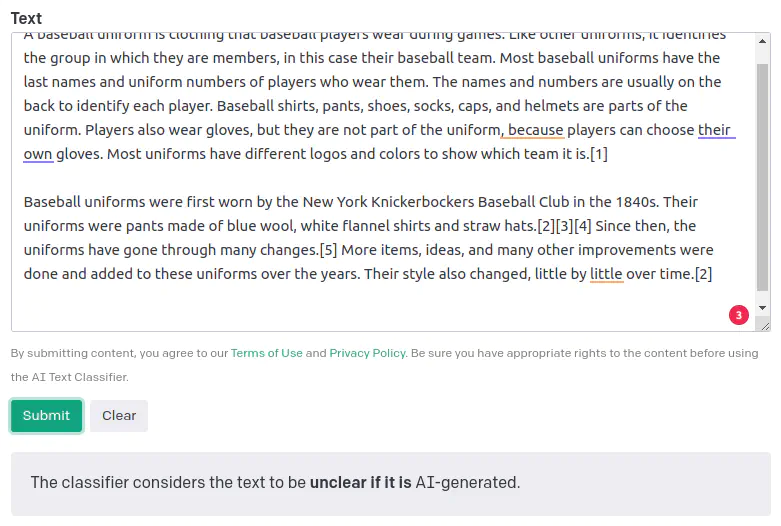 Text
A baseball uniform is clothing that baseball players wear during games. Like other uniforms, it identifies
the group in which they are members, in this case their baseball team. Most baseball uniforms have the
last names and uniform numbers of players who wear them. The names and numbers are usually on the
back to identify each player. Baseball shirts, pants, shoes, socks, caps, and helmets are parts of the
uniform. Players also wear gloves, but they are not part of the uniform, because players can choose their
own gloves. Most uniforms have different logos and colors to show which team it is.[1]
Baseball uniforms were first worn by the New York Knickerbockers Baseball Club in the 1840s. Their
uniforms were pants made of blue wool, white flannel shirts and straw hats.[2][3][4] Since then, the
uniforms have gone through many changes.[5] More items, ideas, and many other improvements were
done and added to these uniforms over the years. Their style also changed, little by little over time.[2]
3
By submitting content, you agree to our Terms of Use and Privacy Policy. Be sure you have appropriate rights to the content before using
the AI Text Classifier.
Submit Clear
The classifier considers the text to be unclear if it is AI-generated.